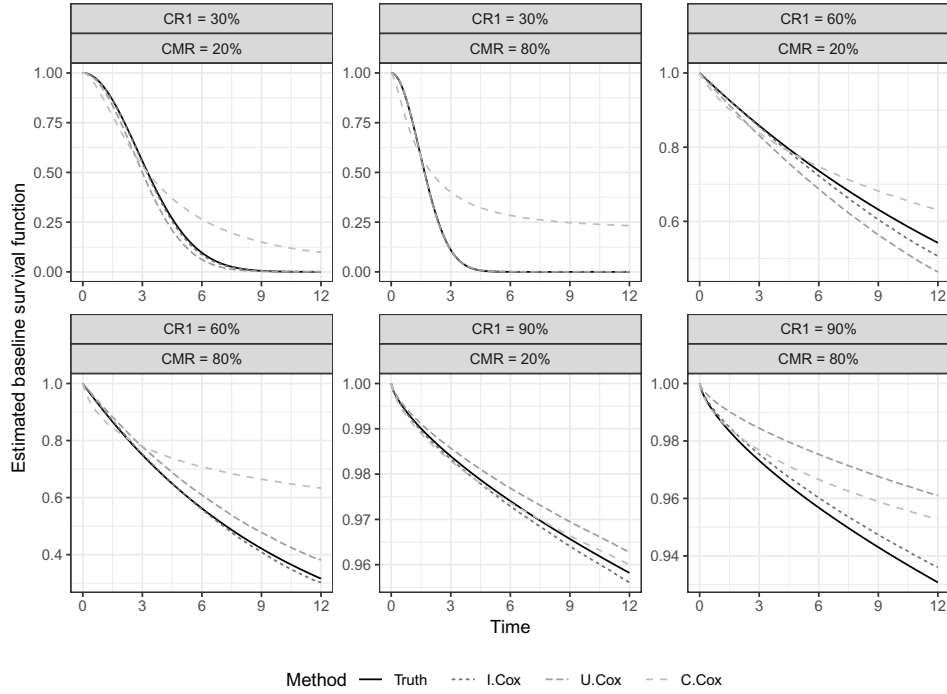 CR1 = 30%
CR1 = 30%
CR1 = 60%
CMR = 20%
CMR = 80%
CMR = 20%
1.00
0.75
0.50
0.25
0.00
1.00
0.75
0.50
0.25
0.00
1.0
0.8
0.6
0 3 6 9 12
0 3 6 9 12
0 3 6 9 12
Estimated baseline survival function
CR1 = 60%
CR1 = 90%
CR1 = 90%
CMR = 80%
CMR = 20%
CMR = 80%
1.0
0.8
0.6
0.4
1.00
0.99
0.98
0.97
0.96
1.00
0.98
0.96
0.94
0 3 6 9 12
0 3 6 9 12
0 3 6 9 12
Time
Method Truth I.Cox U.Cox C.Cox